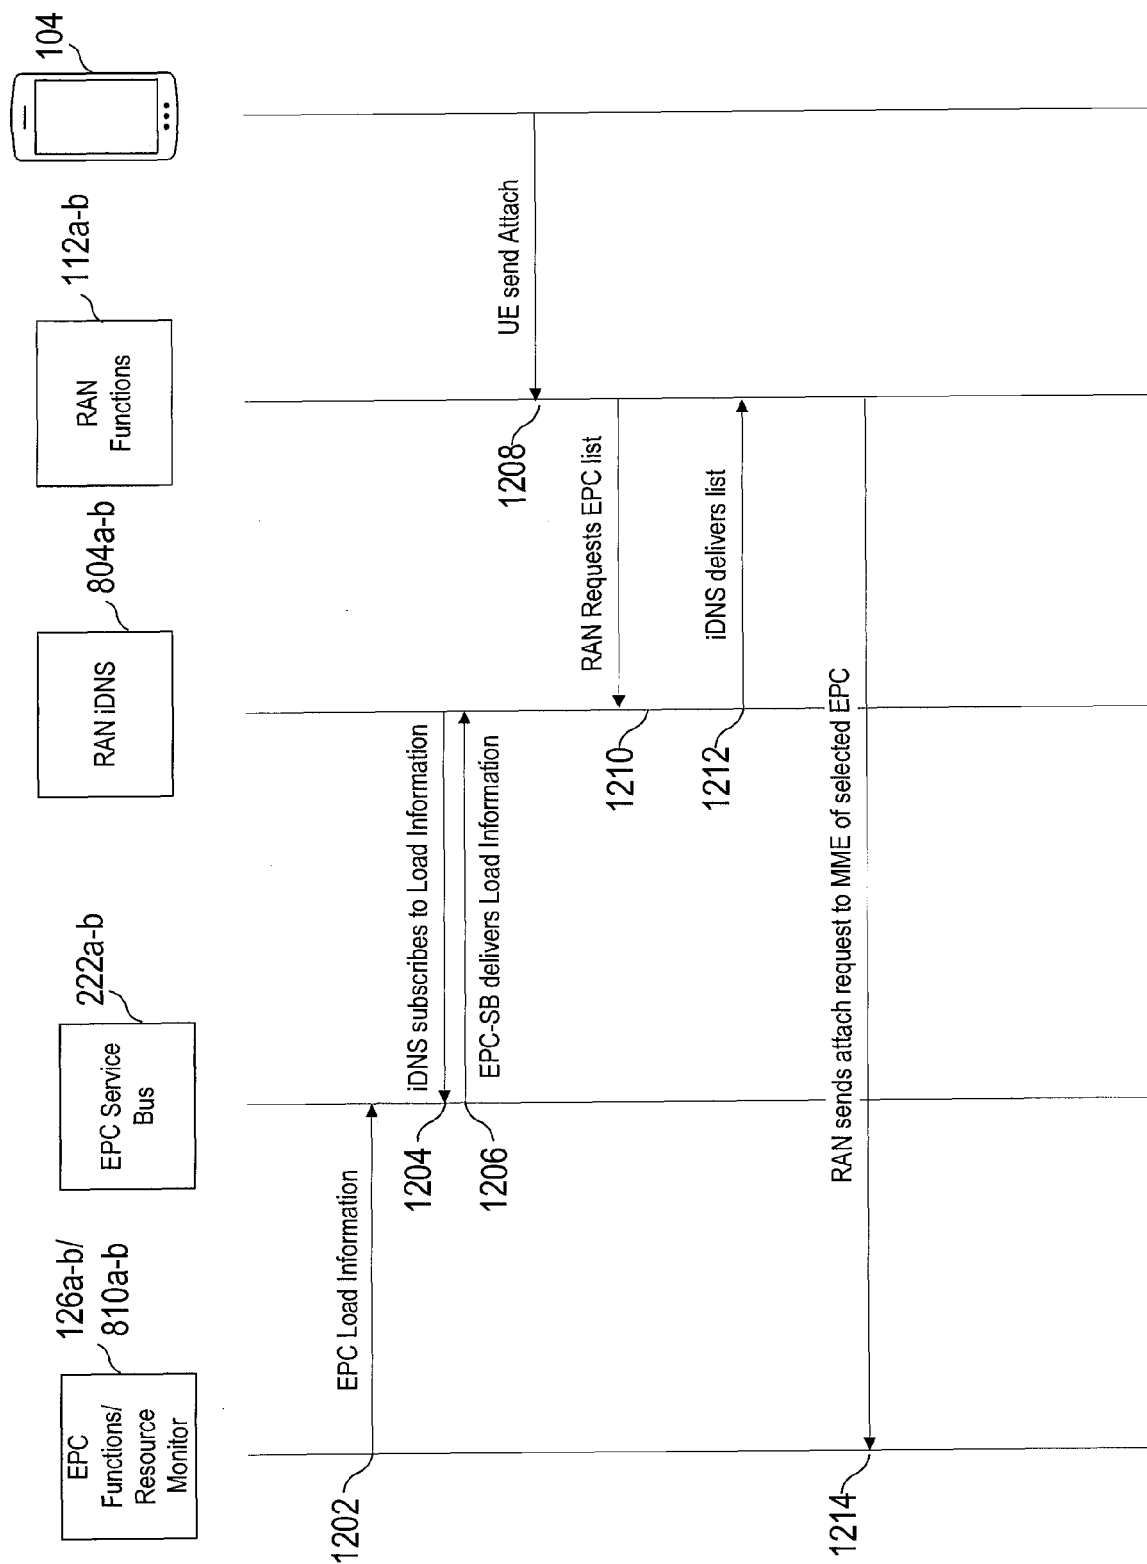 EPC
Functions/
Resource
Monitor
126a-b/
810a-b
EPC Service
Bus
222a-b
RAN iDNS
804a-b
RAN
Functions
112a-b
104
EPC Load Information
1202
iDNS subscribes to Load Information
1204
EPC-SB delivers Load Information
1206
UE send Attach
1208
RAN Requests EPC list
1210
iDNS delivers list
1212
RAN sends attach request to MME of selected EPC
1214